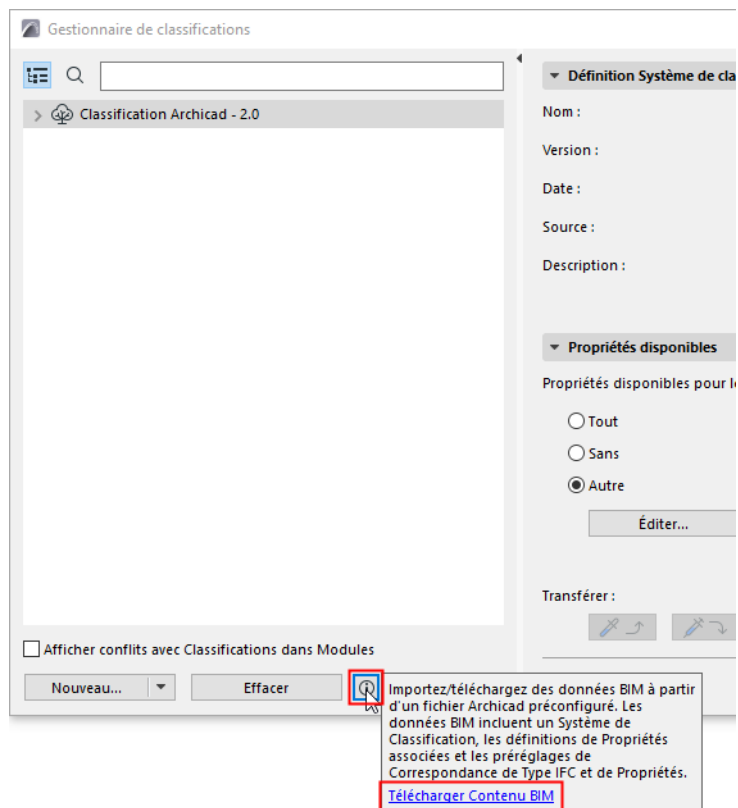 Gestionnaire de classifications
Classification Archicad - 2.0
Définition Système de cla
Nom :
Version :
Date :
Source :
Description :
Propriétés disponibles
Propriétés disponibles pour le
Tout
Sans
Autre
Éditer...
Transférer :
Afficher conflits avec Classifications dans Modules
Nouveau...
Effacer
Importez/téléchargez des données BIM à partir
d'un fichier Archicad préconfiguré. Les
données BIM incluent un Système de
Classification, les définitions de Propriétés
associées et les préréglages de
Correspondance de Type IFC et de Propriétés.
Télécharger Contenu BIM